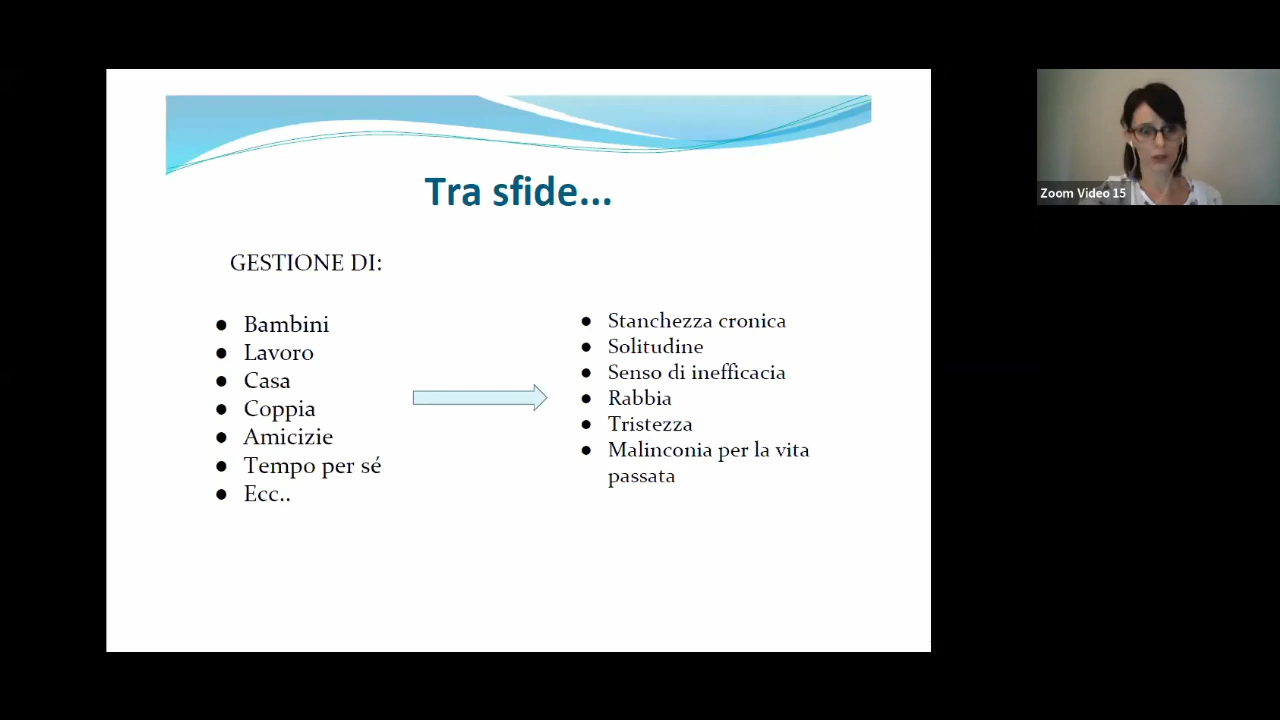 Tra sfide...
GESTIONE DI:
● Bambini
● Lavoro
● Casa
● Coppia
● Amicizie
● Tempo per sé
● Ecc..
● Stanchezza cronica
● Solitudine
● Senso di inefficacia
● Rabbia
● Tristezza
● Malinconia per la vita
passata
Zoom Video 15